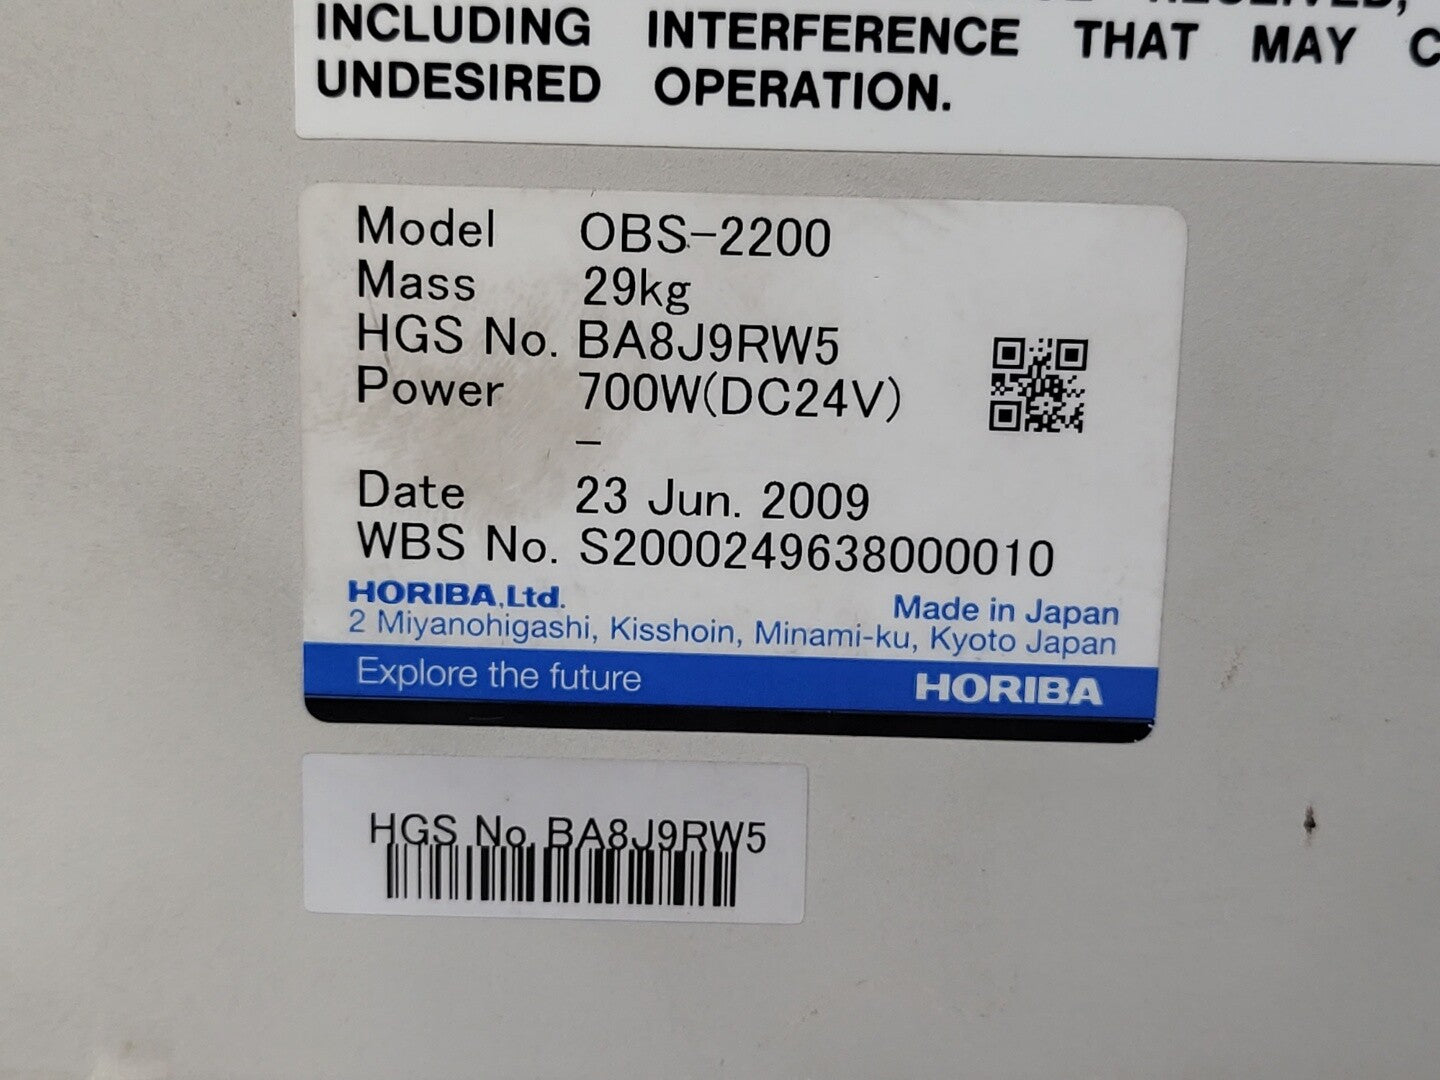 RECEIVED,
INCLUDING INTERFERENCE THAT MAY C
UNDESIRED OPERATION.
Model OBS-2200
Mass 29kg
HGS No. BA8J9RW5
Power 700W(DC24V)
-
Date 23 Jun. 2009
WBS No. S2000249638000010
HORIBA,Ltd. Made in Japan
2 Miyanohigashi, Kisshoin, Minami-ku, Kyoto Japan
Explore the future HORIBA
HGS No. BA8J9RW5